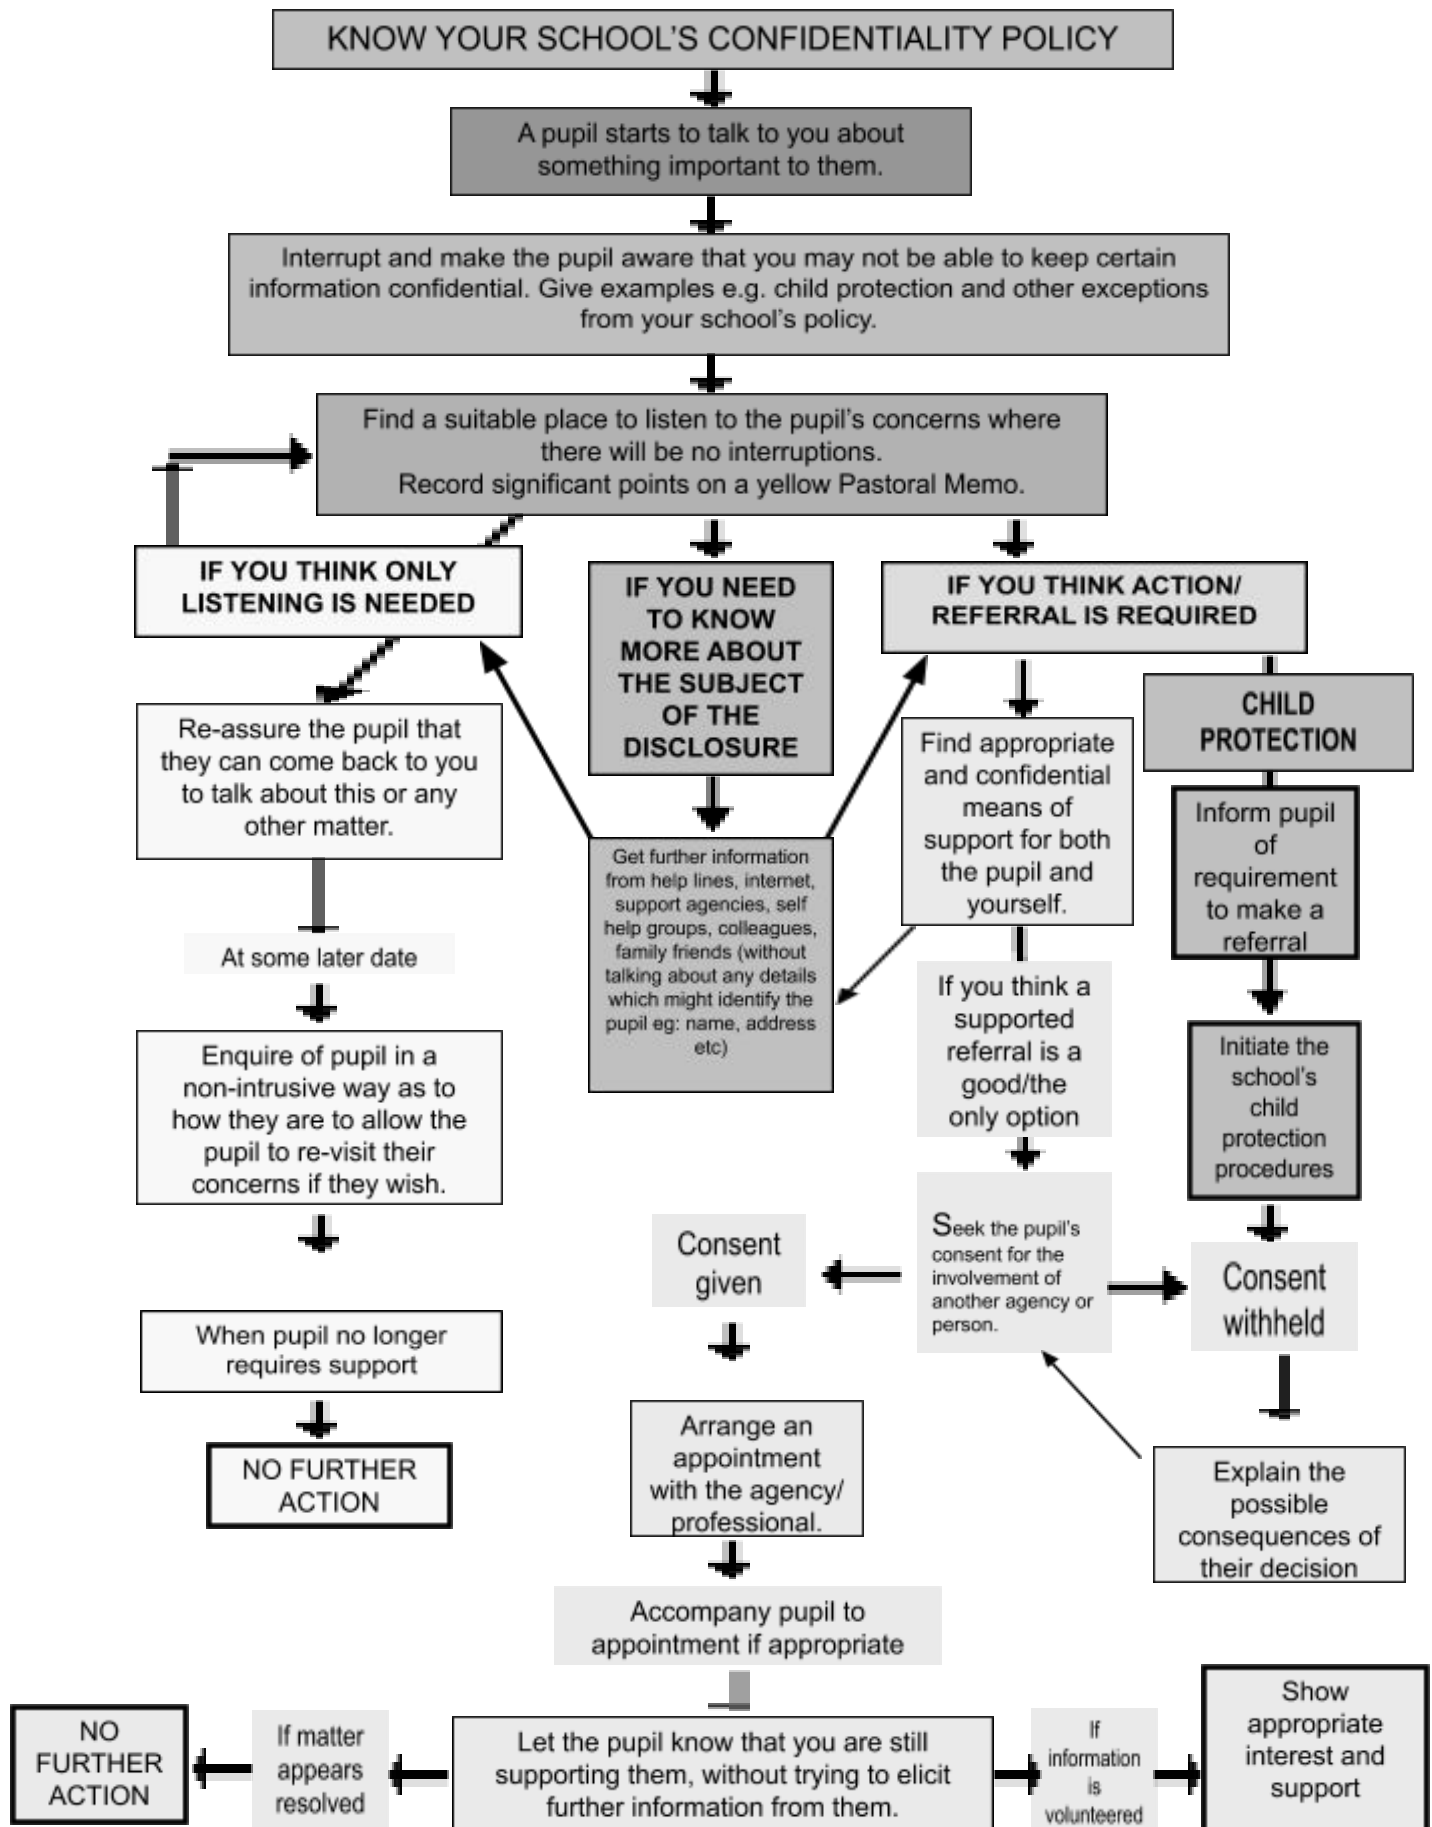 KNOW YOUR SCHOOL'S CONFIDENTIALITY POLICY
A pupil starts to talk to you about
something important to them.
Interrupt and make the pupil aware that you may not be able to keep certain
information confidential. Give examples e.g. child protection and other exceptions
from your school's policy.
Find a suitable place to listen to the pupil's concerns where
there will be no interruptions.
Record significant points on a yellow Pastoral Memo.
IF YOU THINK ONLY
LISTENING IS NEEDED
IF YOU NEED
TO KNOW
MORE ABOUT
THE SUBJECT
OF THE
DISCLOSURE
IF YOU THINK ACTION/
REFERRAL IS REQUIRED
CHILD
PROTECTION
Re-assure the pupil that
they can come back to you
to talk about this or any
other matter.
Find appropriate
and confidential
means of
support for both
the pupil and
yourself.
Inform pupil
of
requirement
to make a
referral
Get further information
from help lines, internet,
support agencies, self
help groups, colleagues,
family friends (without
talking about any details
which might identify the
pupil eg: name, address
etc)
At some later date
If you think a
supported
referral is a
good/the
only option
Initiate the
school's
child
protection
procedures
Enquire of pupil in a
non-intrusive way as to
how they are to allow the
pupil to re-visit their
concerns if they wish.
Consent
given
Seek the pupil's
consent for the
involvement of
another agency or
person.
Consent
withheld
When pupil no longer
requires support
NO FURTHER
ACTION
Arrange an
appointment
with the agency/
professional.
Explain the
possible
consequences of
their decision
Accompany pupil to
appointment if appropriate
NO
FURTHER
ACTION
If matter
appears
resolved
Let the pupil know that you are still
supporting them, without trying to elicit
further information from them.
If
information
is
volunteered
Show
appropriate
interest and
support